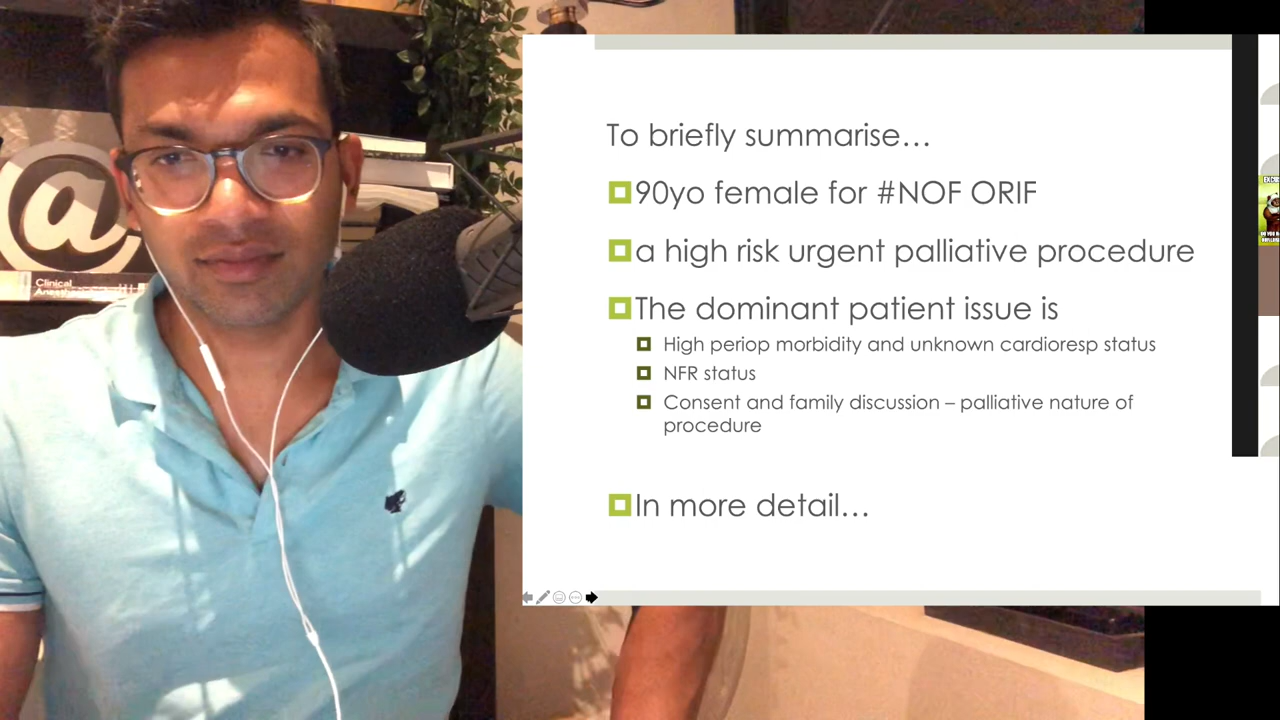 @
Clinical
To briefly summarise…
90yo female for #NOF ORIF
a high risk urgent palliative procedure
The dominant patient issue is
High periop morbidity and unknown cardioresp status
NFR status
Consent and family discussion – palliative nature of
procedure
In more detail…